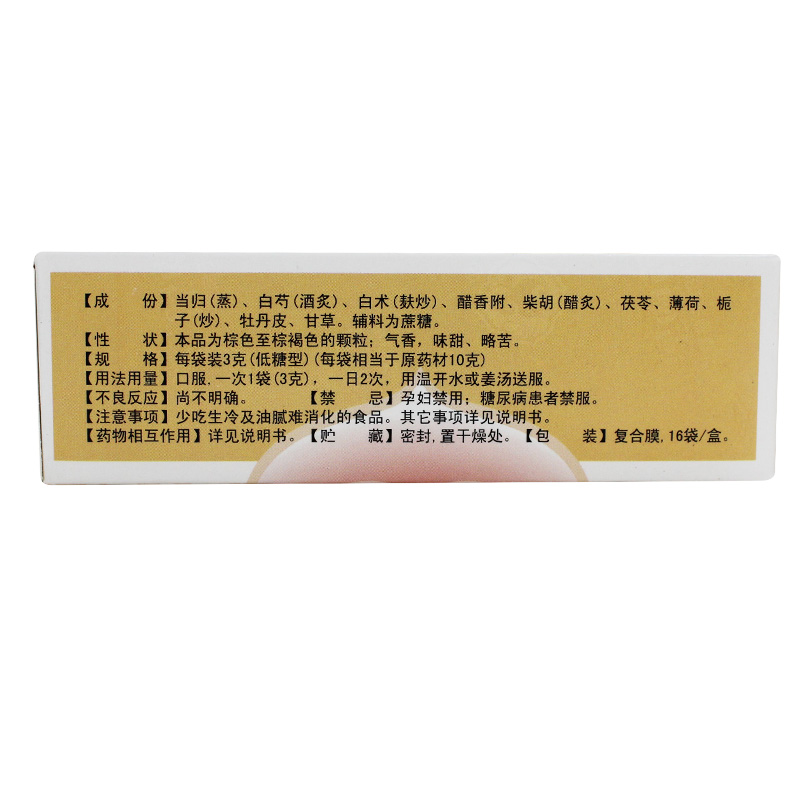 【成 份】当归(蒸)、白芍(酒炙)、白术(麸炒)、醋香附、柴胡(醋炙)、茯苓、薄荷、栀
子(炒)、牡丹皮、甘草。辅料为蔗糖。
【性 状】本品为棕色至棕褐色的颗粒；气香，味甜、略苦。
【规 格】每袋装3克(低糖型)(每袋相当于原药材10克)
【用法用量】口服,一次1袋(3克)，一日2次，用温开水或姜汤送服。
【不良反应】尚不明确。 【禁 忌】孕妇禁用；糖尿病患者禁服。
【注意事项】少吃生冷及油腻难消化的食品。其它事项详见说明书。
【药物相互作用】详见说明书。【贮 藏】密封,置干燥处。【包 装】复合膜,16袋/盒。